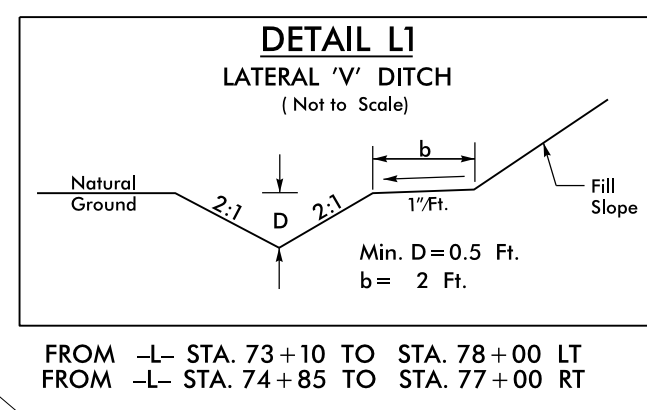 DETAIL L1
LATERAL 'V' DITCH
( Not to Scale)
b
Natural
Ground
2:1
D
2:1
1"/Ft.
Fill
Slope
Min. D = 0.5 Ft.
b = 2 Ft.
FROM -L- STA. 73+10 TO STA. 78+00 LT
FROM -L- STA. 74+85 TO STA. 77+00 RT